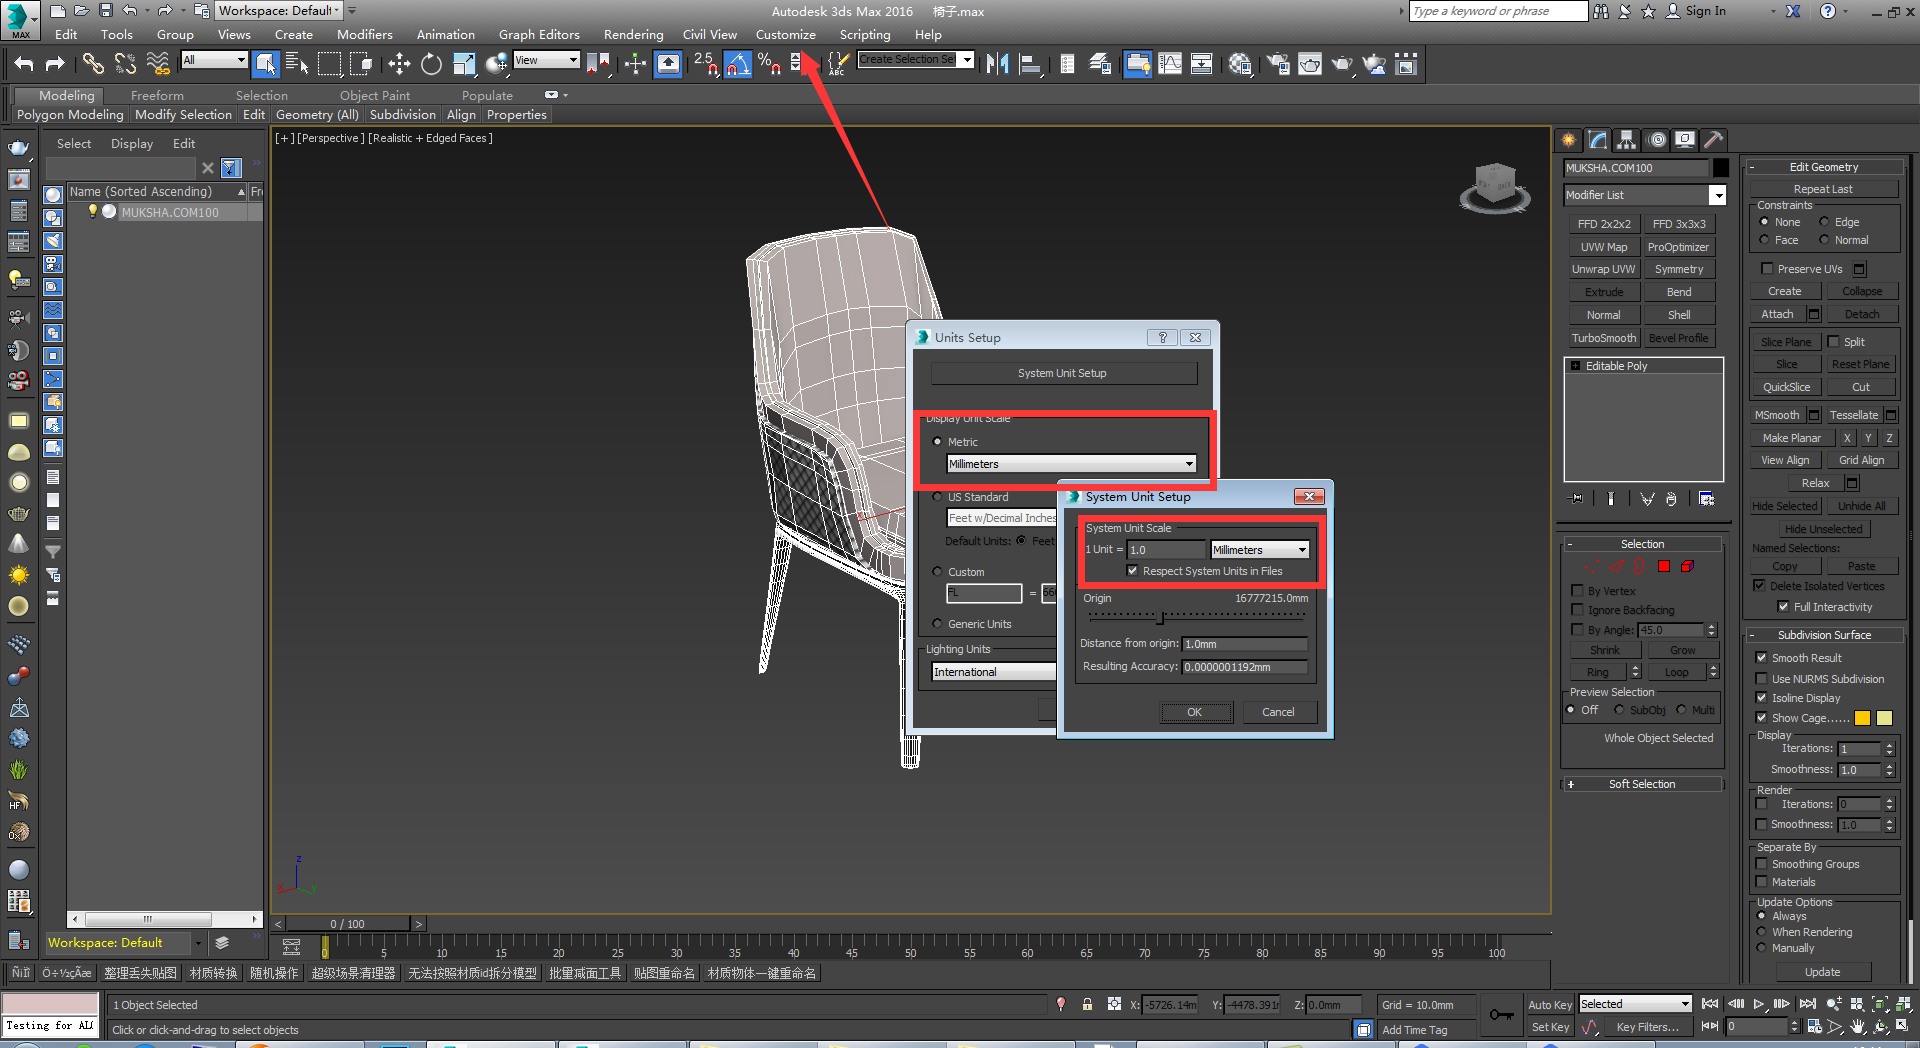 Workspace: Default
Autodesk 3ds Max 2016 椅子.max
Type a keyword or phrase
Sign In
MAX
Edit Tools Group Views Create Modifiers Animation Graph Editors Rendering Civil View Customize Scripting Help
All
View
2.5
%
ABC
Create Selection Se
Modeling Freeform Selection Object Paint Populate
Polygon Modeling Modify Selection Edit Geometry (All) Subdivision Align Properties
Select Display Edit
Name (Sorted Ascending)
Fr
MUKSHA.COM100
[+] [Perspective] [Realistic + Edged Faces]
Units Setup
System Unit Setup
Display Unit Scale
Metric
Millimeters
US Standard
Feet w/Decimal Inches
Default Units: Feet
Custom
FL = 660
Generic Units
Lighting Units
International
System Unit Setup
System Unit Scale
1 Unit = 1.0 Millimeters
Respect System Units in Files
Origin 16777215.0mm
Distance from origin: 1.0mm
Resulting Accuracy: 0.0000001192mm
OK Cancel
MUKSHA.COM100
Modifier List
FFD 2x2x2 FFD 3x3x3
UVW Map ProOptimizer
Unwrap UVW Symmetry
Extrude Bend
Normal Shell
TurboSmooth Bevel Profile
Editable Poly
Selection
By Vertex
Ignore Backfacing
By Angle: 45.0
Shrink Grow
Ring Loop
Preview Selection
Off SubObj Multi
Whole Object Selected
Soft Selection
Edit Geometry
Repeat Last
Constraints
None Edge
Face Normal
Preserve UVs
Create Collapse
Attach Detach
Slice Plane Split
Slice Reset Plane
QuickSlice Cut
MSmooth Tessellate
Make Planar X Y Z
View Align Grid Align
Relax
Hide Selected Unhide All
Hide Unselected
Named Selections:
Copy Paste
Delete Isolated Vertices
Full Interactivity
Subdivision Surface
Smooth Result
Use NURMS Subdivision
Isoline Display
Show Cage......
Display
Iterations: 1
Smoothness: 1.0
Render
Iterations: 0
Smoothness: 1.0
Separate By
Smoothing Groups
Materials
Update Options
Always
When Rendering
Manually
Update
z
HF
Ox
0 / 100
Workspace: Default
5 10 15 20 25 30 35 40 45 50 55 60 65 70 75 80 85 90 95 100
整理丢失贴图 材质转换 随机操作 超级场景清理器 无法按照材质id拆分模型 批量减面工具 贴图重命名 材质物体一键重命名
1 Object Selected
X: -5726.14m Y: -4478.391m Z: 0.0mm
Grid = 10.0mm
Auto Key Selected
Testing for ALL
Click or click-and-drag to select objects
Add Time Tag
Set Key Key Filters...
0